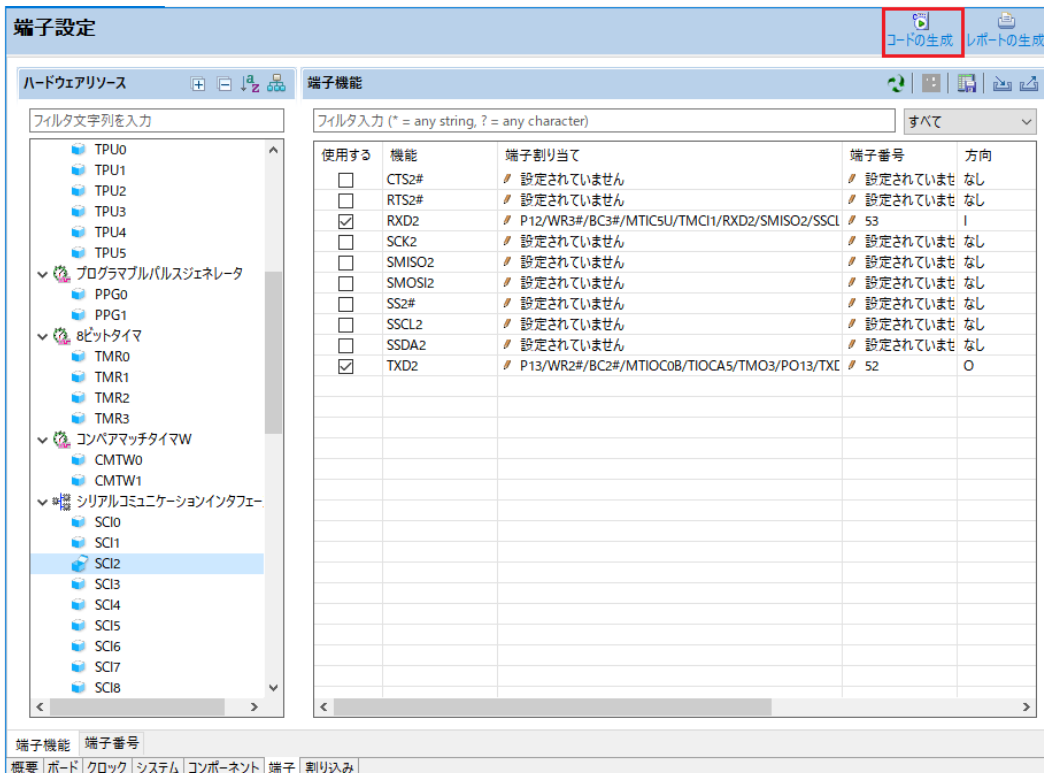 端子設定
コードの生成 レポートの生成
ハードウェアリソース
端子機能
フィルタ文字列を入力
フィルタ入力 (* = any string, ? = any character)
すべて
TPU0
TPU1
TPU2
TPU3
TPU4
TPU5
プログラマブルパルスジェネレータ
PPG0
PPG1
8ビットタイマ
TMR0
TMR1
TMR2
TMR3
コンペアマッチタイマW
CMTW0
CMTW1
シリアルコミュニケーションインタフェー
SCI0
SCI1
SCI2
SCI3
SCI4
SCI5
SCI6
SCI7
SCI8
使用する 機能 端子割り当て 端子番号 方向
CTS2# 設定されていません 設定されていませ なし
RTS2# 設定されていません 設定されていませ なし
RXD2 P12/WR3#/BC3#/MTIC5U/TMCI1/RXD2/SMISO2/SSCL 53 I
SCK2 設定されていません 設定されていませ なし
SMISO2 設定されていません 設定されていませ なし
SMOSI2 設定されていません 設定されていませ なし
SS2# 設定されていません 設定されていませ なし
SSCL2 設定されていません 設定されていませ なし
SSDA2 設定されていません 設定されていませ なし
TXD2 P13/WR2#/BC2#/MTIOC0B/TIOCA5/TMO3/PO13/TXD 52 O
端子機能 端子番号
概要 ボード クロック システム コンポーネント 端子 割り込み